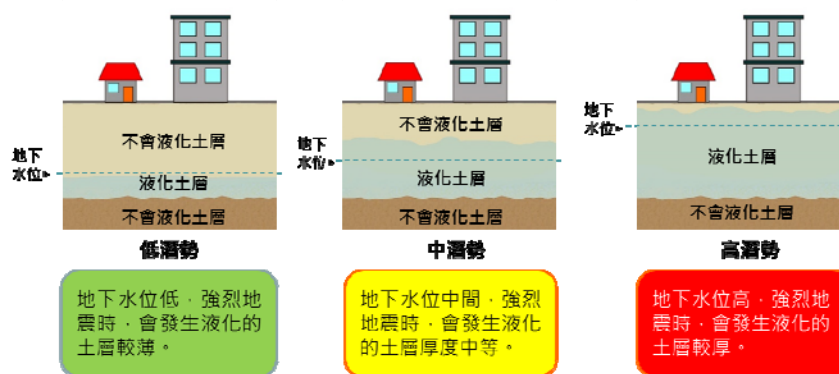 不會液化土層
地下
水位
液化土層
不會液化土層
低潛勢
地下水位低，強烈地
震時，會發生液化的
土層較薄。
不會液化土層
地下
水位
液化土層
不會液化土層
中潛勢
地下水位中間，強烈
地震時，會發生液化
的土層厚度中等。
地下
水位
液化土層
不會液化土層
高潛勢
地下水位高，強烈地
震時，會發生液化的
土層較厚。